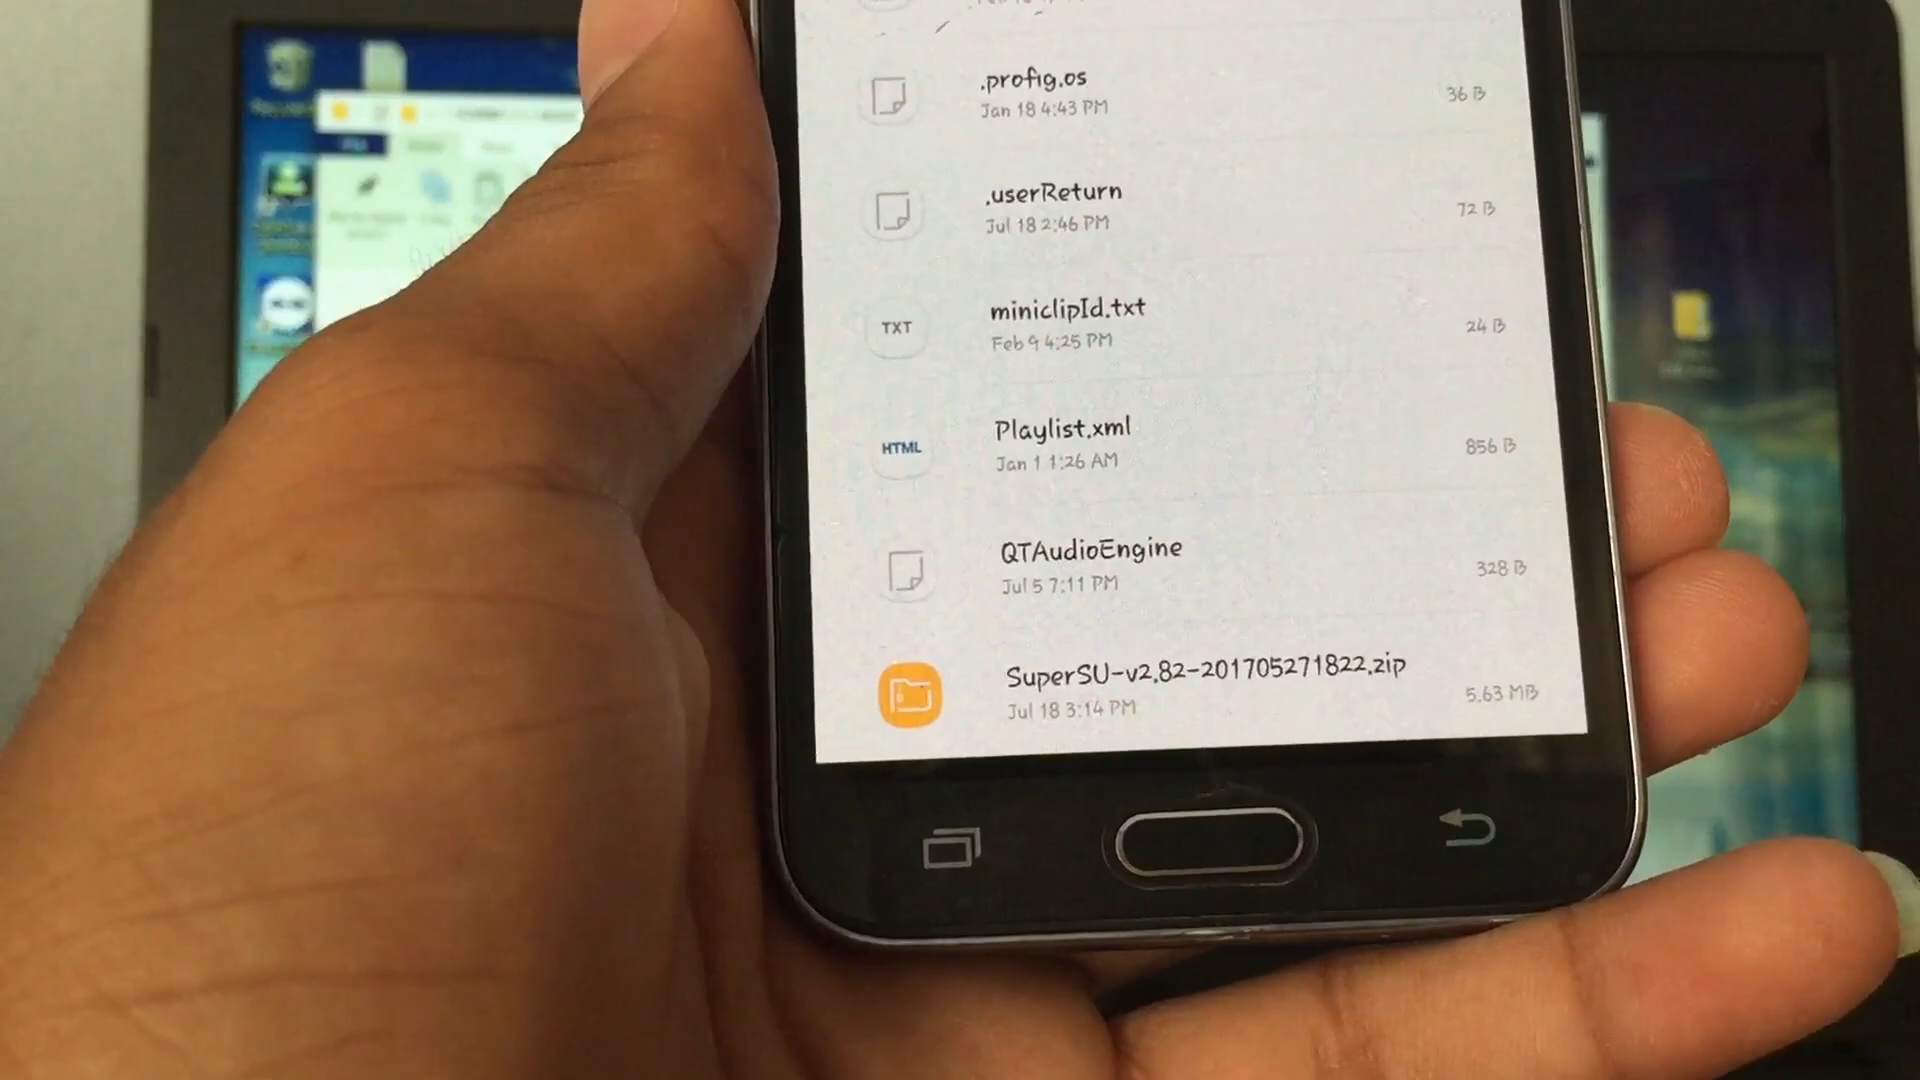 .profig.os
Jan 18 4:43 PM
36 B
.userReturn
Jul 18 2:46 PM
72 B
TXT
miniclipId.txt
Feb 9 4:25 PM
24 B
HTML
Playlist.xml
Jan 1 1:26 AM
856 B
QTAudioEngine
Jul 5 7:11 PM
328 B
SuperSU-v2.82-201705271822.zip
Jul 18 3:14 PM
5.63 MB